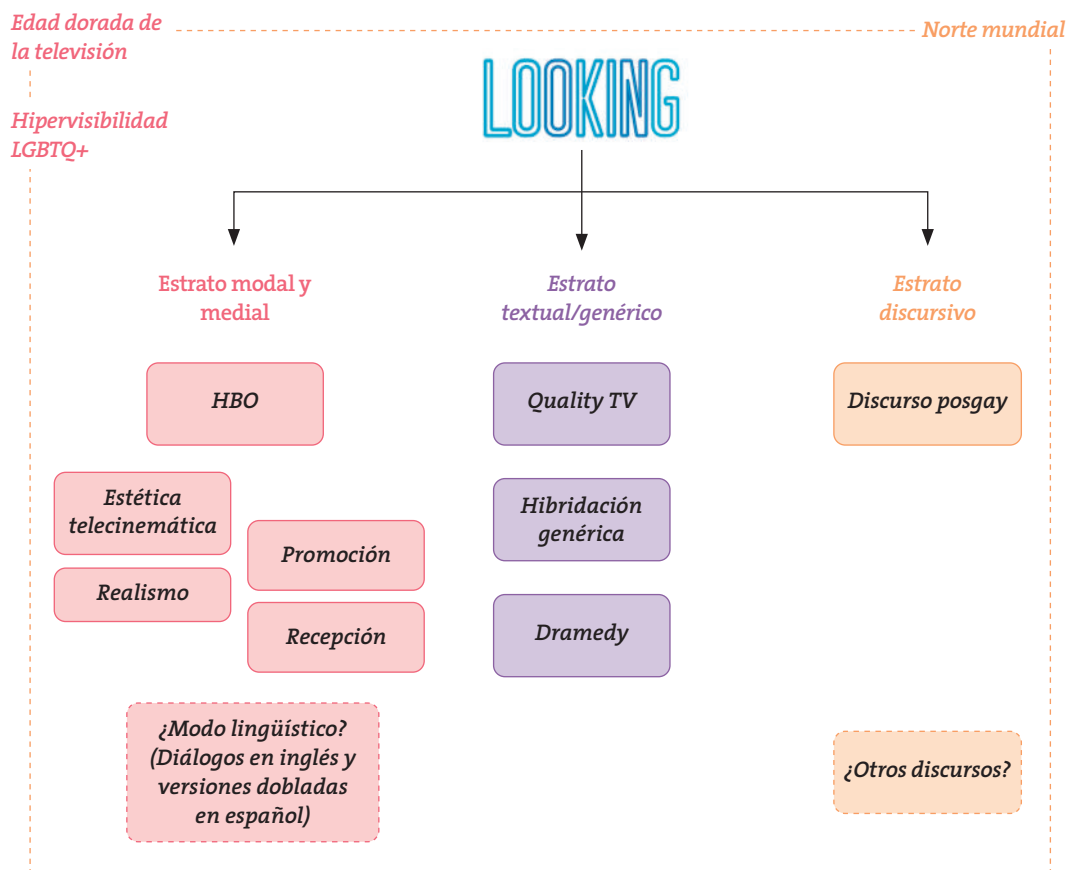 Edad dorada de
la televisión
Norte mundial
LOOKING
Hipervisibilidad
LGBTQ+
Estrato modal y
medial
Estrato
textual/genérico
Estrato
discursivo
HBO
Quality TV
Discurso posgay
Estética
telecinemática
Hibridación
genérica
Promoción
Realismo
Recepción
Dramedy
¿Modo lingüístico?
(Diálogos en inglés y
versiones dobladas
en español)
¿Otros discursos?